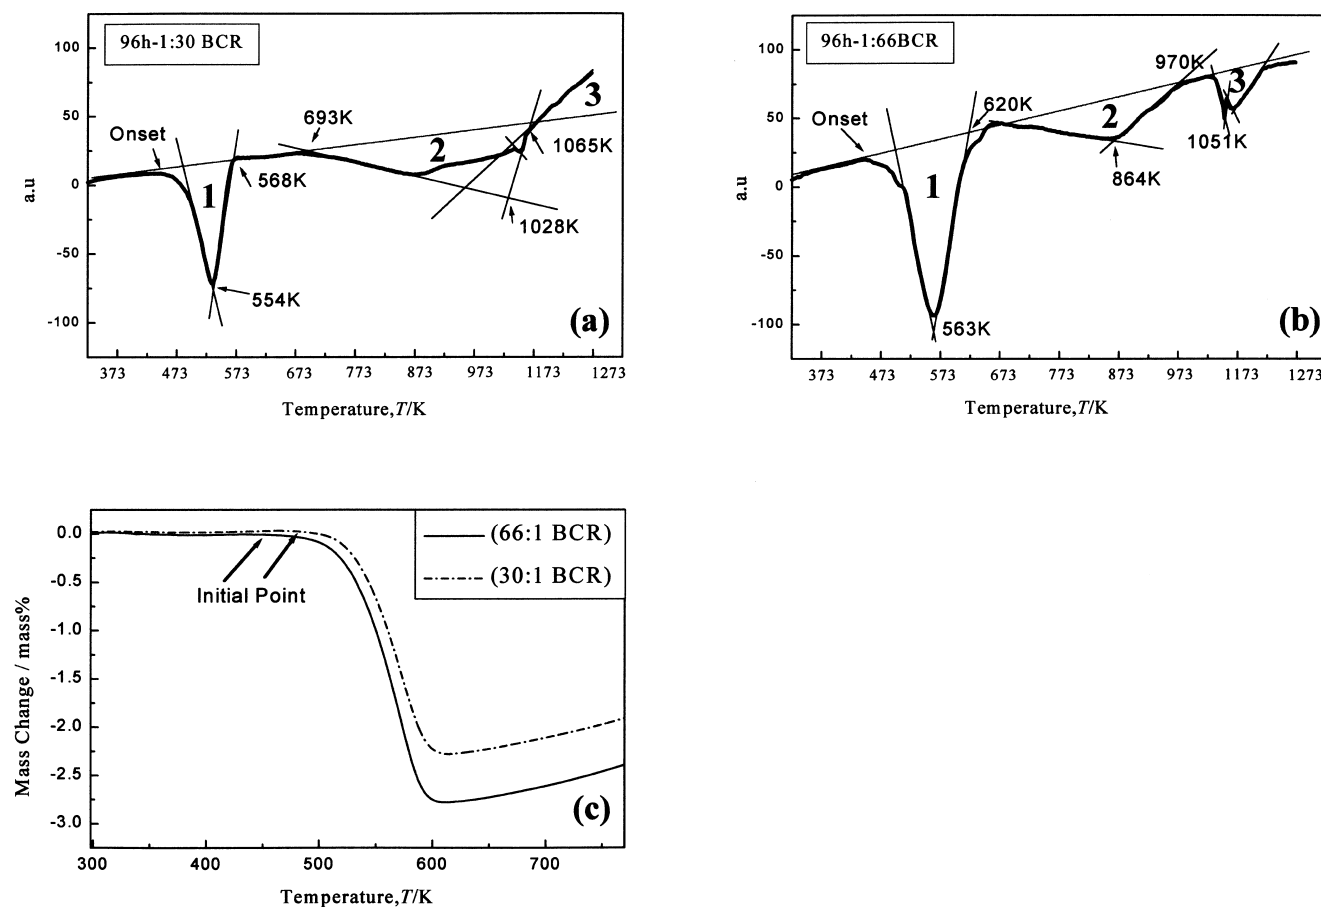 96h-1:30 BCR
100
50
0
-50
-100
a.u
Onset
693K
1
2
3
568K
554K
1065K
1028K
(a)
373 473 573 673 773 873 973 1173 1273
Temperature,T/K
96h-1:66BCR
100
50
0
-50
-100
a.u
Onset
620K
970K
1
2
3
1051K
864K
563K
(b)
373 473 573 673 773 873 973 1173 1273
Temperature,T/K
0.0
-0.5
-1.0
-1.5
-2.0
-2.5
-3.0
Mass Change / mass%
(66:1 BCR)
(30:1 BCR)
Initial Point
(c)
300 400 500 600 700
Temperature,T/K